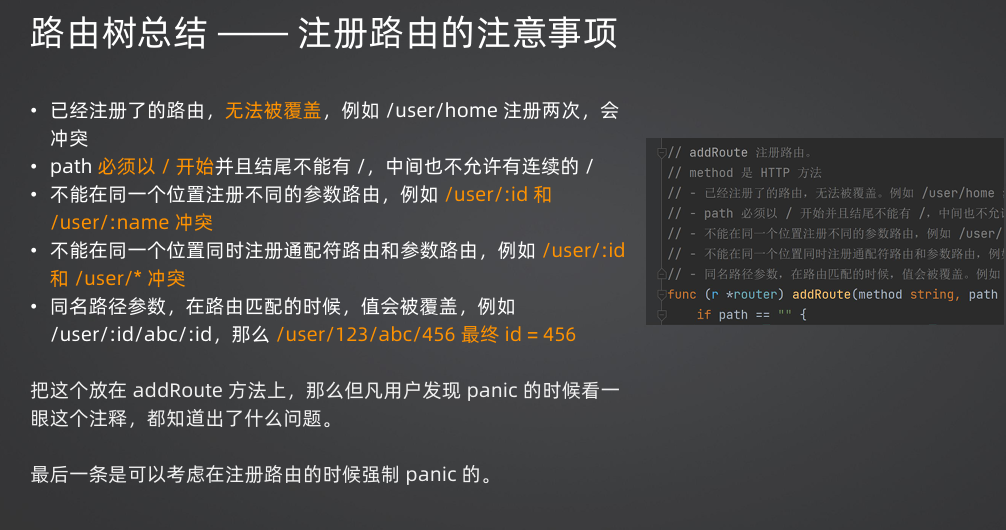 路由树总结 —— 注册路由的注意事项
• 已经注册了的路由，无法被覆盖，例如 /user/home 注册两次，会
冲突
• path 必须以 / 开始并且结尾不能有 /，中间也不允许有连续的 /
• 不能在同一个位置注册不同的参数路由，例如 /user/:id 和
/user/:name 冲突
• 不能在同一个位置同时注册通配符路由和参数路由，例如 /user/:id
和 /user/* 冲突
• 同名路径参数，在路由匹配的时候，值会被覆盖，例如
/user/:id/abc/:id，那么 /user/123/abc/456 最终 id = 456
把这个放在 addRoute 方法上，那么但凡用户发现 panic 的时候看一
眼这个注释，都知道出了什么问题。
最后一条是可以考虑在注册路由的时候强制 panic 的。
// addRoute 注册路由。
// method 是 HTTP 方法
// - 已经注册了的路由，无法被覆盖。例如 /user/home
// - path 必须以 / 开始并且结尾不能有 /，中间也不允
// - 不能在同一个位置注册不同的参数路由，例如 /user/
// - 不能在同一个位置同时注册通配符路由和参数路由，例
// - 同名路径参数，在路由匹配的时候，值会被覆盖。例如
func (r *router) addRoute(method string, path
if path == "" {